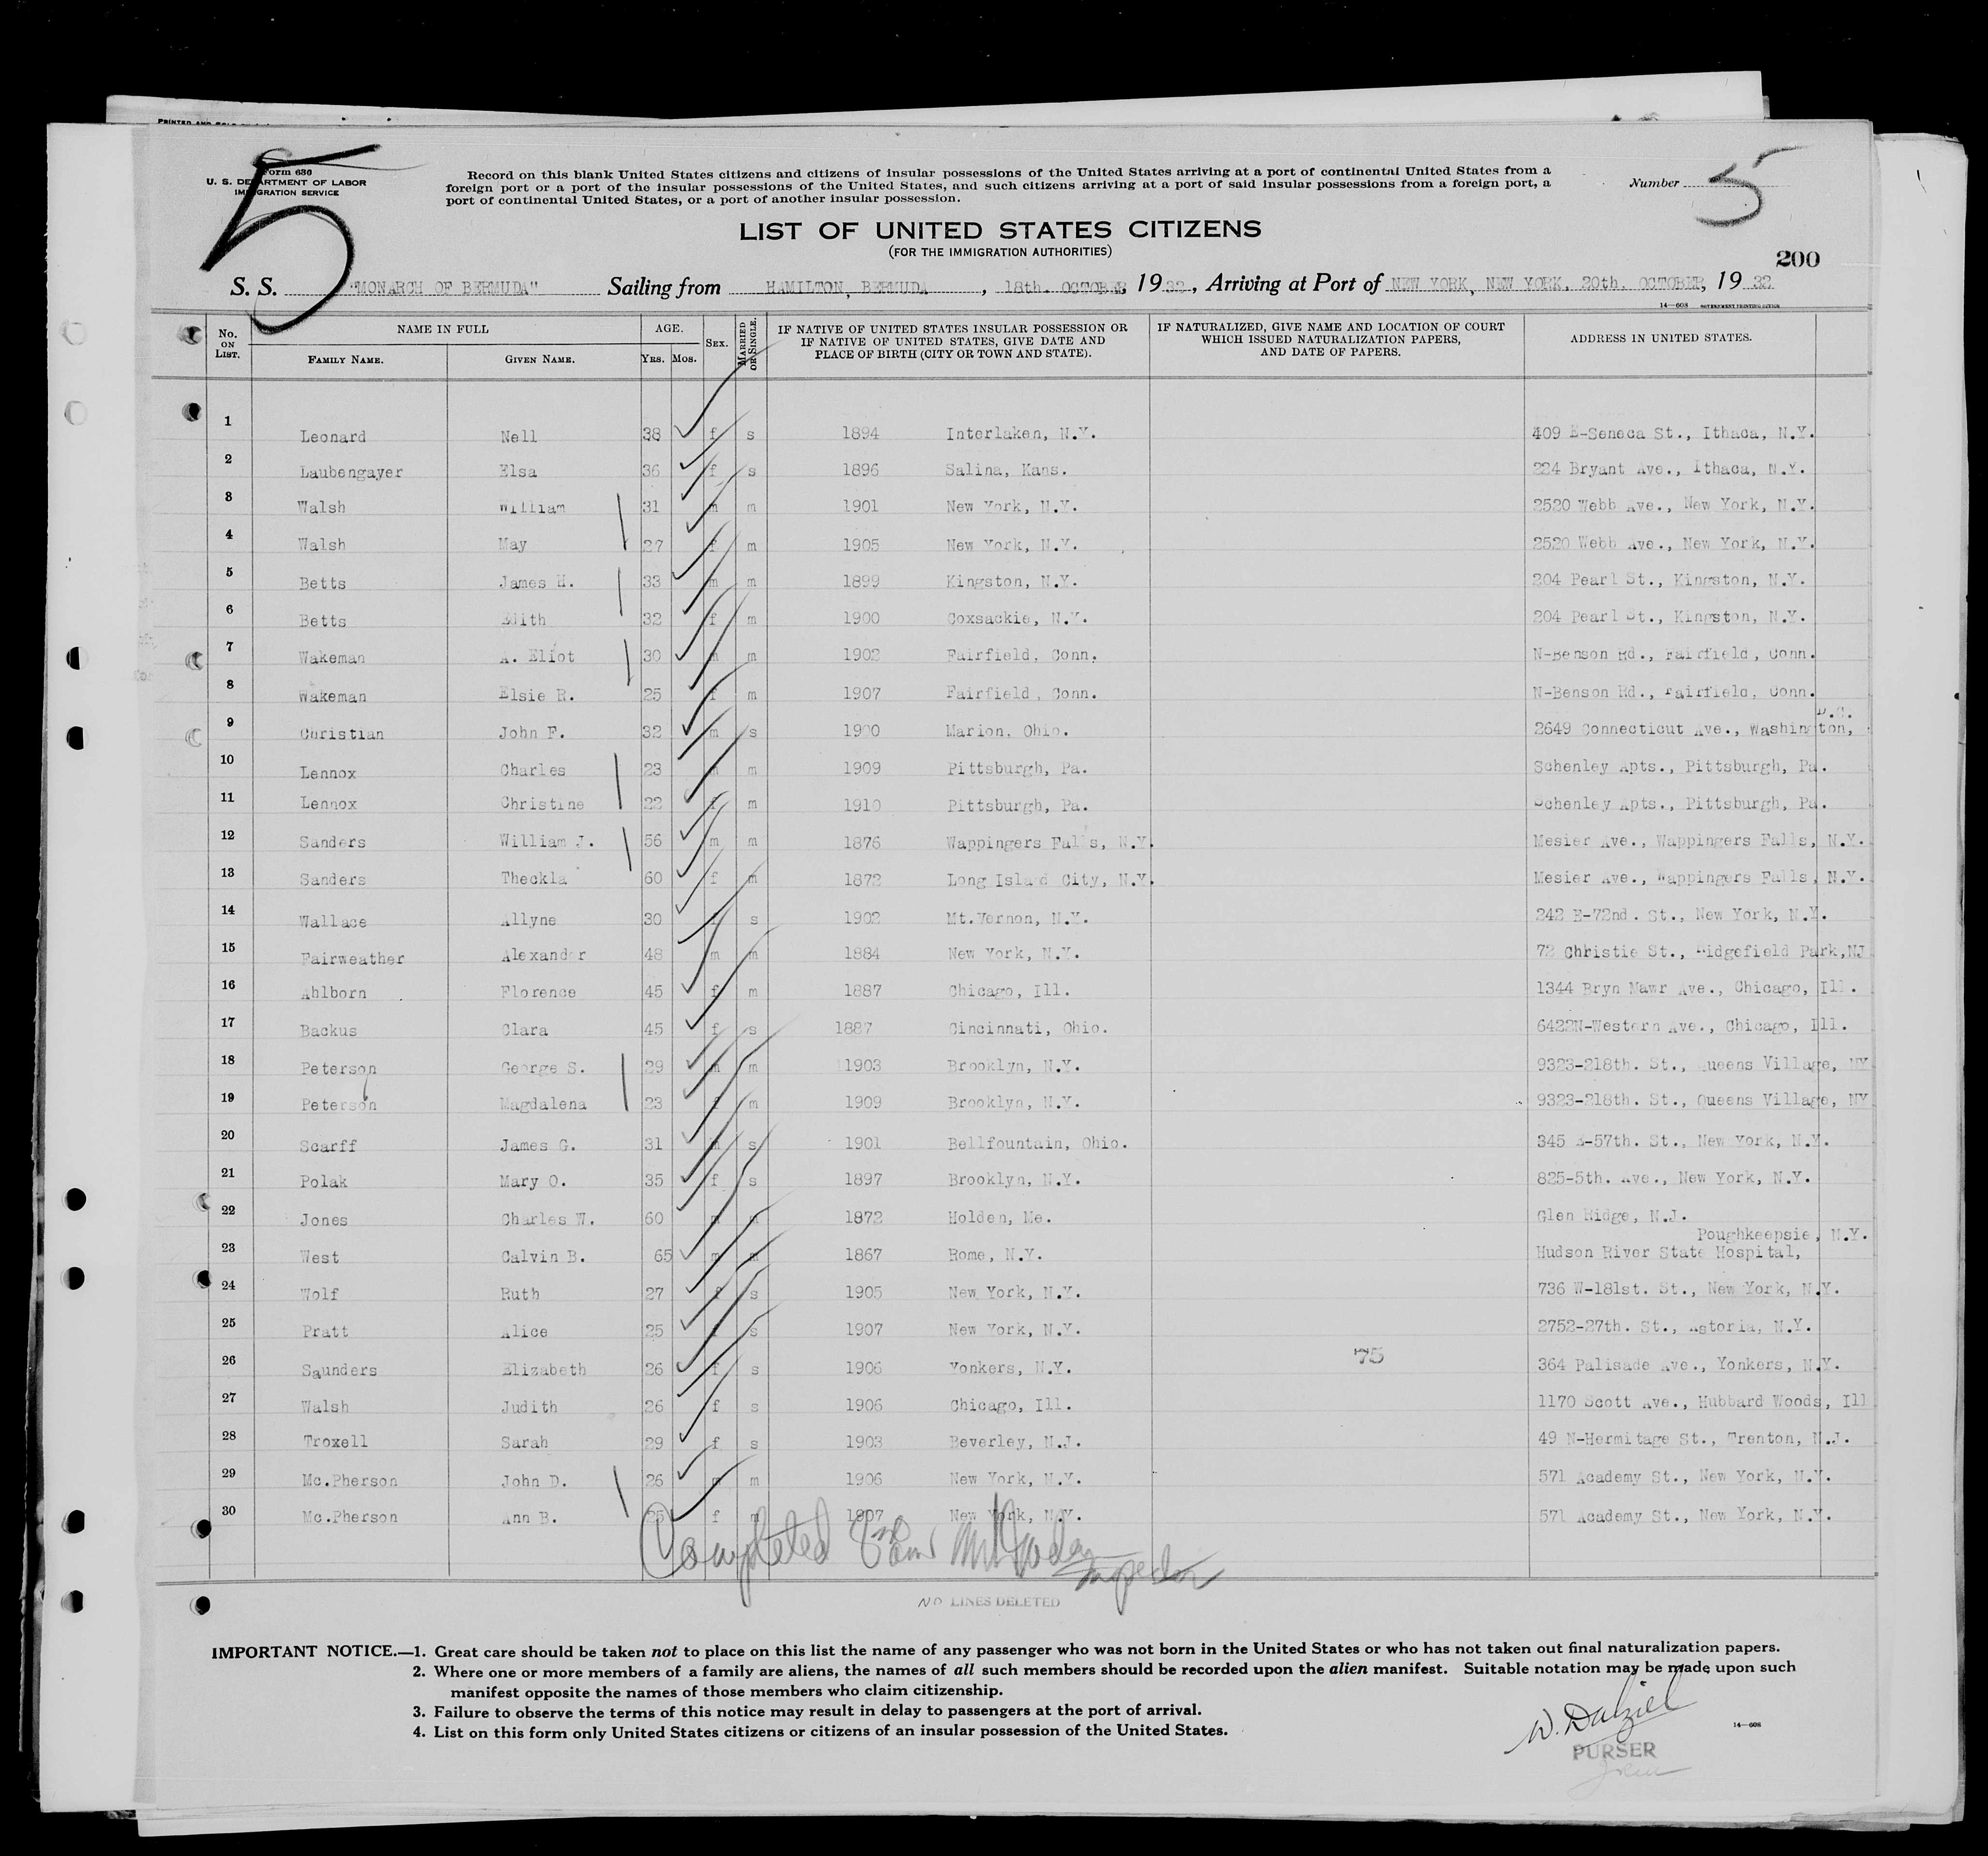 5
Form 636
U. S. DEPARTMENT OF LABOR
IMMIGRATION SERVICE
Record on this blank United States citizens and citizens of insular possessions of the United States arriving at a port of continental United States from a
foreign port or a port of the insular possessions of the United States, and such citizens arriving at a port of said insular possessions from a foreign port, a
port of continental United States, or a port of another insular possession.
Number 5
LIST OF UNITED STATES CITIZENS
(FOR THE IMMIGRATION AUTHORITIES)
200
S. S. "MONARCH OF BERMUDA" Sailing from HAMILTON, BERMUDA, 18th. OCTOBER, 1932, Arriving at Port of NEW YORK, NEW YORK. 20th. OCTOBER, 1932
14—608 GOVERNMENT PRINTING OFFICE
No. ON LIST. NAME IN FULL FAMILY NAME. GIVEN NAME. AGE. YRS. MOS. SEX. MARRIED OR SINGLE. IF NATIVE OF UNITED STATES INSULAR POSSESSION OR IF NATIVE OF UNITED STATES, GIVE DATE AND PLACE OF BIRTH (CITY OR TOWN AND STATE). IF NATURALIZED, GIVE NAME AND LOCATION OF COURT WHICH ISSUED NATURALIZATION PAPERS, AND DATE OF PAPERS. ADDRESS IN UNITED STATES.
1 Leonard Nell 38 f s 1894 Interlaken, N.Y. 409 E-Seneca St., Ithaca, N.Y.
2 Laubengayer Elsa 36 f s 1896 Salina, Kans. 224 Bryant Ave., Ithaca, N.Y.
3 Walsh William 31 m m 1901 New York, N.Y. 2520 Webb Ave., New York, N.Y.
4 Walsh May 27 f m 1905 New York, N.Y. 2520 Webb Ave., New York, N.Y.
5 Betts James H. 33 m m 1899 Kingston, N.Y. 204 Pearl St., Kingston, N.Y.
6 Betts Edith 32 f m 1900 Coxsackie, N.Y. 204 Pearl St., Kingston, N.Y.
7 Wakeman A. Eliot 30 m m 1902 Fairfield, Conn. N-Benson Rd., Fairfield, Conn.
8 Wakeman Elsie R. 25 f m 1907 Fairfield, Conn. N-Benson Rd., Fairfield, Conn.
9 Christian John F. 32 m s 1900 Marion, Ohio. 2649 Connecticut Ave., Washington, D.C.
10 Lennox Charles 23 m m 1909 Pittsburgh, Pa. Schenley Apts., Pittsburgh, Pa.
11 Lennox Christine 22 f m 1910 Pittsburgh, Pa. Schenley Apts., Pittsburgh, Pa.
12 Sanders William J. 56 m m 1876 Wappingers Falls, N.Y. Mesier Ave., Wappingers Falls, N.Y.
13 Sanders Theckla 60 f m 1872 Long Island City, N.Y. Mesier Ave., Wappingers Falls, N.Y.
14 Wallace Allyne 30 f s 1902 Mt.Vernon, N.Y. 242 E-72nd. St., New York, N.Y.
15 Fairweather Alexander 48 m m 1884 New York, N.Y. 72 Christie St., Ridgefield Park,NJ
16 Ahlborn Florence 45 f m 1887 Chicago, Ill. 1344 Bryn Mawr Ave., Chicago, Ill.
17 Backus Clara 45 f s 1887 Cincinnati, Ohio. 6422N-Western Ave., Chicago, Ill.
18 Peterson George S. 29 m m 1903 Brooklyn, N.Y. 9323-218th. St., Queens Village, NY
19 Peterson Magdalena 23 f m 1909 Brooklyn, N.Y. 9323-218th. St., Queens Village, NY
20 Scarff James G. 31 m s 1901 Bellfountain, Ohio. 345 E-57th. St., New York, N.Y.
21 Polak Mary O. 35 f s 1897 Brooklyn, N.Y. 825-5th. Ave., New York, N.Y.
22 Jones Charles W. 60 m m 1872 Holden, Me. Glen Ridge, N.J.
23 West Calvin B. 65 m m 1867 Rome, N.Y. Hudson River State Hospital, Poughkeepsie, N.Y.
24 Wolf Ruth 27 f s 1905 New York, N.Y. 736 W-181st. St., New York, N.Y.
25 Pratt Alice 25 f s 1907 New York, N.Y. 2752-27th. St., Astoria, N.Y.
26 Saunders Elizabeth 26 f s 1906 Yonkers, N.Y. 75 364 Palisade Ave., Yonkers, N.Y.
27 Walsh Judith 26 f s 1906 Chicago, Ill. 1170 Scott Ave., Hubbard Woods, Ill
28 Troxell Sarah 29 f s 1903 Beverley, N.J. 49 N-Hermitage St., Trenton, N.J.
29 Mc.Pherson John D. 26 m m 1906 New York, N.Y. 571 Academy St., New York, N.Y.
30 Mc.Pherson Ann B. 25 f m 1907 New York, N.Y. 571 Academy St., New York, N.Y.
Completed
Inspector
NO LINES DELETED
IMPORTANT NOTICE.—1. Great care should be taken not to place on this list the name of any passenger who was not born in the United States or who has not taken out final naturalization papers.
2. Where one or more members of a family are aliens, the names of all such members should be recorded upon the alien manifest. Suitable notation may be made upon such
manifest opposite the names of those members who claim citizenship.
3. Failure to observe the terms of this notice may result in delay to passengers at the port of arrival.
4. List on this form only United States citizens or citizens of an insular possession of the United States.
W. Dalziel
14—608
PURSER